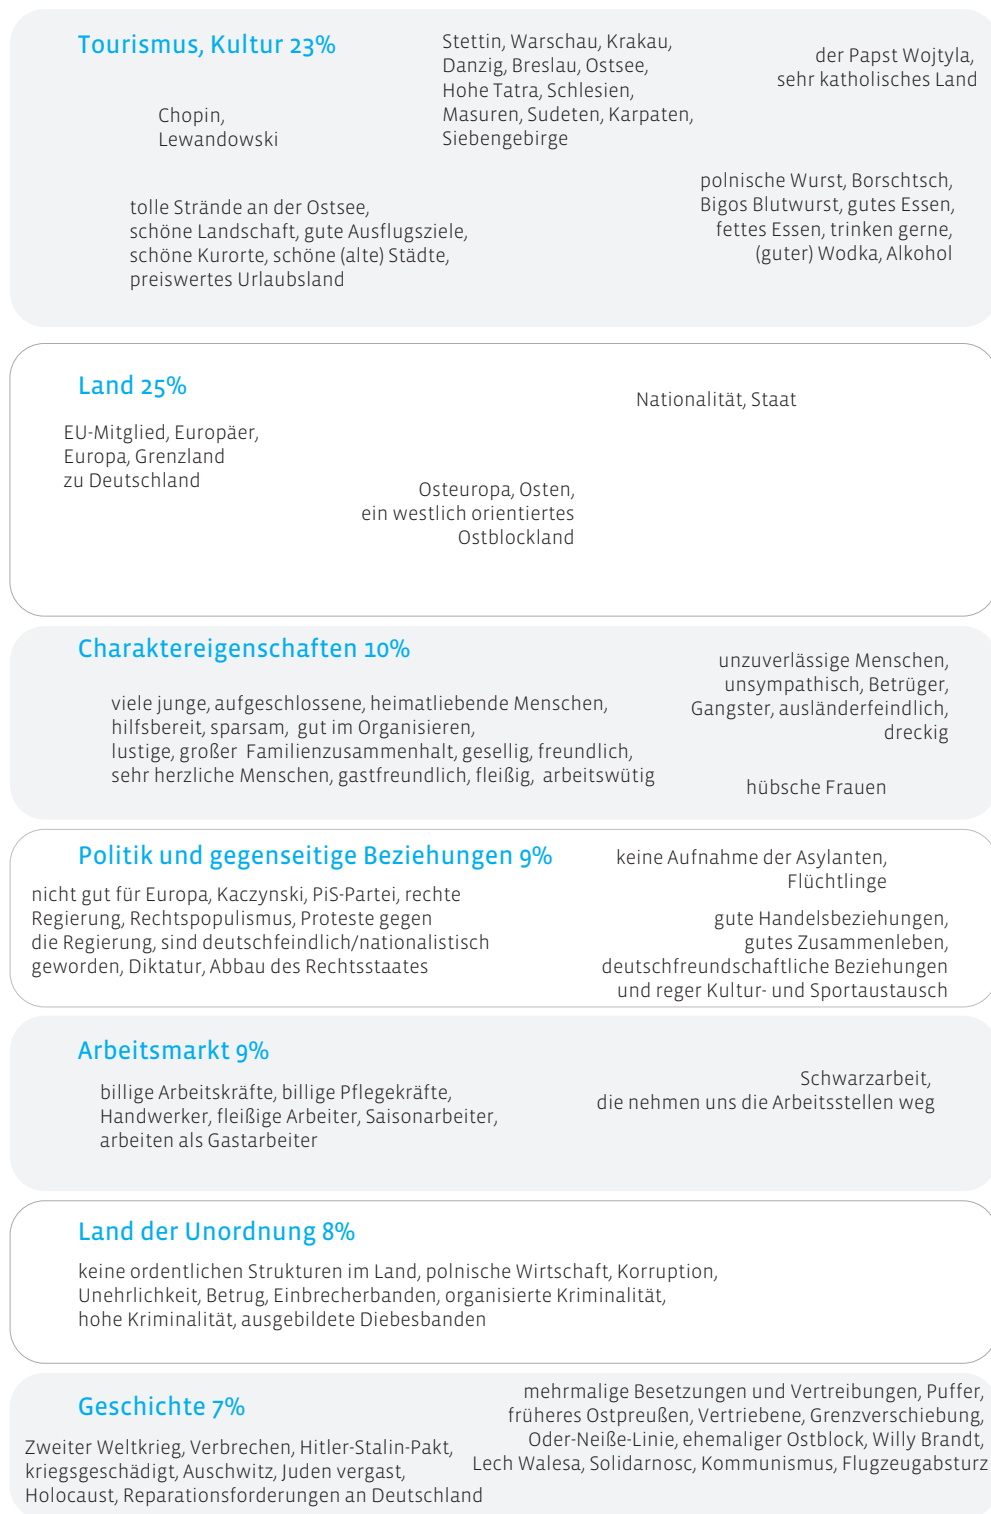 Tourismus, Kultur 23%
Stettin, Warschau, Krakau,
Danzig, Breslau, Ostsee,
Hohe Tatra, Schlesien,
Masuren, Sudeten, Karpaten,
Siebengebirge
der Papst Wojtyla,
sehr katholisches Land
Chopin,
Lewandowski
polnische Wurst, Borschtsch,
Bigos Blutwurst, gutes Essen,
fettes Essen, trinken gerne,
(guter) Wodka, Alkohol
tolle Strände an der Ostsee,
schöne Landschaft, gute Ausflugsziele,
schöne Kurorte, schöne (alte) Städte,
preiswertes Urlaubsland
Land 25%
Nationalität, Staat
EU-Mitglied, Europäer,
Europa, Grenzland
zu Deutschland
Osteuropa, Osten,
ein westlich orientiertes
Ostblockland
Charaktereigenschaften 10%
unzuverlässige Menschen,
unsympathisch, Betrüger,
Gangster, ausländerfeindlich,
dreckig
viele junge, aufgeschlossene, heimatliebende Menschen,
hilfsbereit, sparsam, gut im Organisieren,
lustige, großer Familienzusammenhalt, gesellig, freundlich,
sehr herzliche Menschen, gastfreundlich, fleißig, arbeitswütig
hübsche Frauen
Politik und gegenseitige Beziehungen 9%
keine Aufnahme der Asylanten,
Flüchtlinge
nicht gut für Europa, Kaczynski, PiS-Partei, rechte
Regierung, Rechtspopulismus, Proteste gegen
die Regierung, sind deutschfeindlich/nationalistisch
geworden, Diktatur, Abbau des Rechtsstaates
gute Handelsbeziehungen,
gutes Zusammenleben,
deutschfreundschaftliche Beziehungen
und reger Kultur- und Sportaustausch
Arbeitsmarkt 9%
billige Arbeitskräfte, billige Pflegekräfte,
Handwerker, fleißige Arbeiter, Saisonarbeiter,
arbeiten als Gastarbeiter
Schwarzarbeit,
die nehmen uns die Arbeitsstellen weg
Land der Unordnung 8%
keine ordentlichen Strukturen im Land, polnische Wirtschaft, Korruption,
Unehrlichkeit, Betrug, Einbrecherbanden, organisierte Kriminalität,
hohe Kriminalität, ausgebildete Diebesbanden
Geschichte 7%
mehrmalige Besetzungen und Vertreibungen, Puffer,
früheres Ostpreußen, Vertriebene, Grenzverschiebung,
Oder-Neiße-Linie, ehemaliger Ostblock, Willy Brandt,
Lech Walesa, Solidarnosc, Kommunismus, Flugzeugabsturz
Zweiter Weltkrieg, Verbrechen, Hitler-Stalin-Pakt,
kriegsgeschädigt, Auschwitz, Juden vergast,
Holocaust, Reparationsforderungen an Deutschland